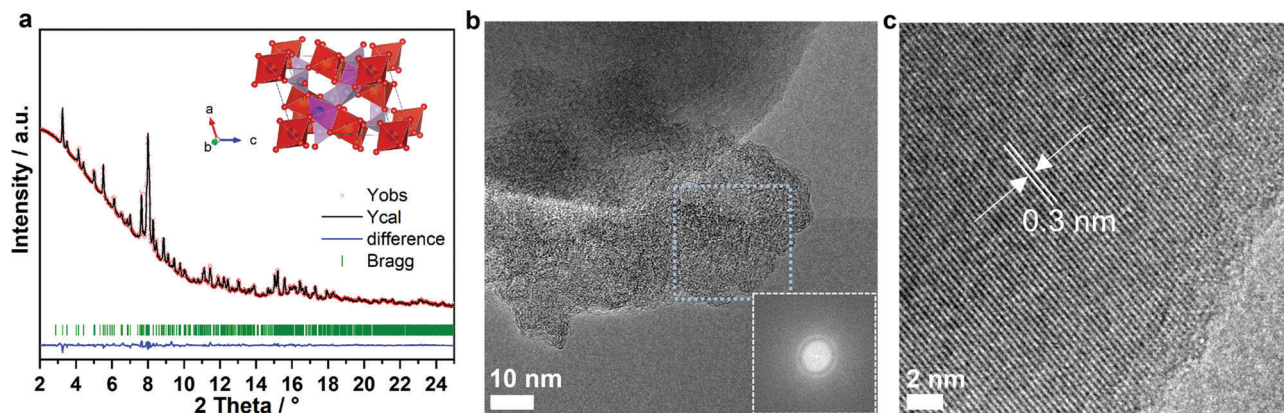 a
Intensity / a.u.
a
b
c
Yobs
Ycal
difference
Bragg
2 4 6 8 10 12 14 16 18 20 22 24
2 Theta / °
b
10 nm
c
0.3 nm
2 nm